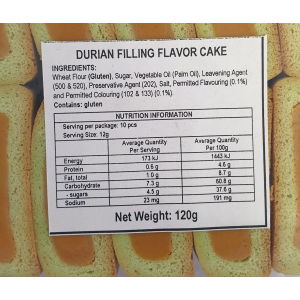 DURIAN FILLING FLAVOR CAKE
INGREDIENTS:
Wheat Flour (Gluten), Sugar, Vegetable Oil (Palm Oil), Leavening Agent
(500 & 520), Preservative Agent (202), Salt, Permitted Flavouring (0.1%)
and Permitted Colouring (102 & 133) (0.1%).
Contains: gluten
NUTRITION INFORMATION
Serving per package: 10 pcs
Serving Size: 12g
Average Quantity Per Serving Average Quantity Per 100g
Energy 173 kJ 1443 kJ
Protein 0.6 g 4.6 g
Fat, total 1.0 g 8.7 g
Carbohydrate 7.3 g 60.8 g
- sugars 4.5 g 37.6 g
Sodium 23 mg 191 mg
Net Weight: 120g